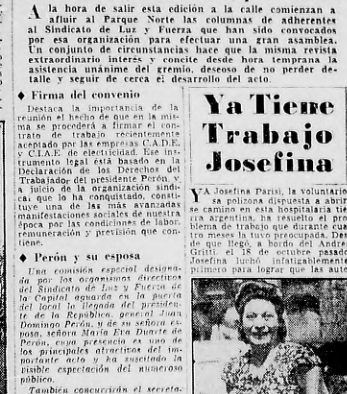 A la hora de salir esta edición a la calle comienzan a
afluir al Parque Norte las columnas de adherentes
al Sindicato de Luz y Fuerza que han sido convocados
por esa organización para efectuar una gran asamblea.
Un conjunto de circunstancias hace que la misma revista
extraordinario interés y concite desde hora temprana la
asistencia unánime del gremio, deseoso de no perder de-
talle y seguir de cerca el desarrollo del acto.
♦ Firma del convenio
Destaca la importancia de la
reunión el hecho de que en la mis-
ma se procederá a firmar el con-
trato de trabajo recientemente
aceptado por las empresas C.A.D.E.
y C.I.A.E. de electricidad. Ese ins-
trumento legal está basado en la
Declaración de los Derechos del
Trabajador del presidente Perón y,
a juicio de la organización sindi-
cal que lo ha conquistado, consti-
tuye una de las más avanzadas
manifestaciones sociales de nuestra
época por las condiciones de labor,
remuneración y previsión que con-
tiene.
♦ Perón y su esposa
Una comisión especial designa-
da por los organismos directivos
del Sindicato de Luz y Fuerza de
la Capital aguarda en la puerta
del local la llegada del presiden-
te de la República, general Juan
Domingo Perón, y de su señora es-
posa, señora María Eva Duarte de
Perón, cuya presencia es uno de
los principales atractivos del im-
portante acto y ha suscitado la
visible espectación del numeroso
público.
También concurrirán el secreta-
Ya Tiene
Trabajo
Josefina
YA Josefina Parisi, la voluntario
sa polizona dispuesta a abrir
se camino en esta hospitalaria tie
rra argentina, ha resuelto el pro
blema de trabajo que durante cua
tro meses la tuvo preocupada. Des
de que llegó, a bordo del Andre
Gritti, el 18 de octubre pasado
Josefina luchó infatigablemente
primero para lograr que las auto